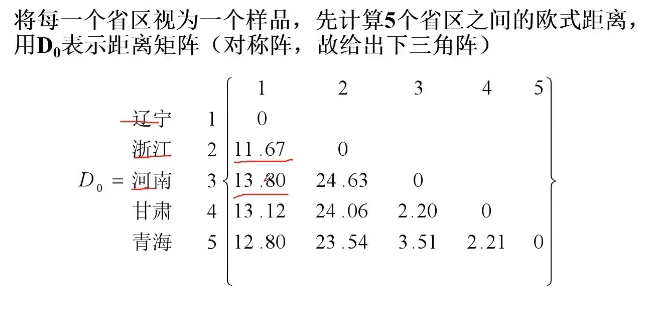 将每一个省区视为一个样品，先计算5个省区之间的欧式距离，
用D₀表示距离矩阵（对称阵，故给出下三角阵）
1 2 3 4 5
辽宁 1 0
浙江 2 11.67 0
D₀ = 河南 3 13.80 24.63 0
甘肃 4 13.12 24.06 2.20 0
青海 5 12.80 23.54 3.51 2.21 0